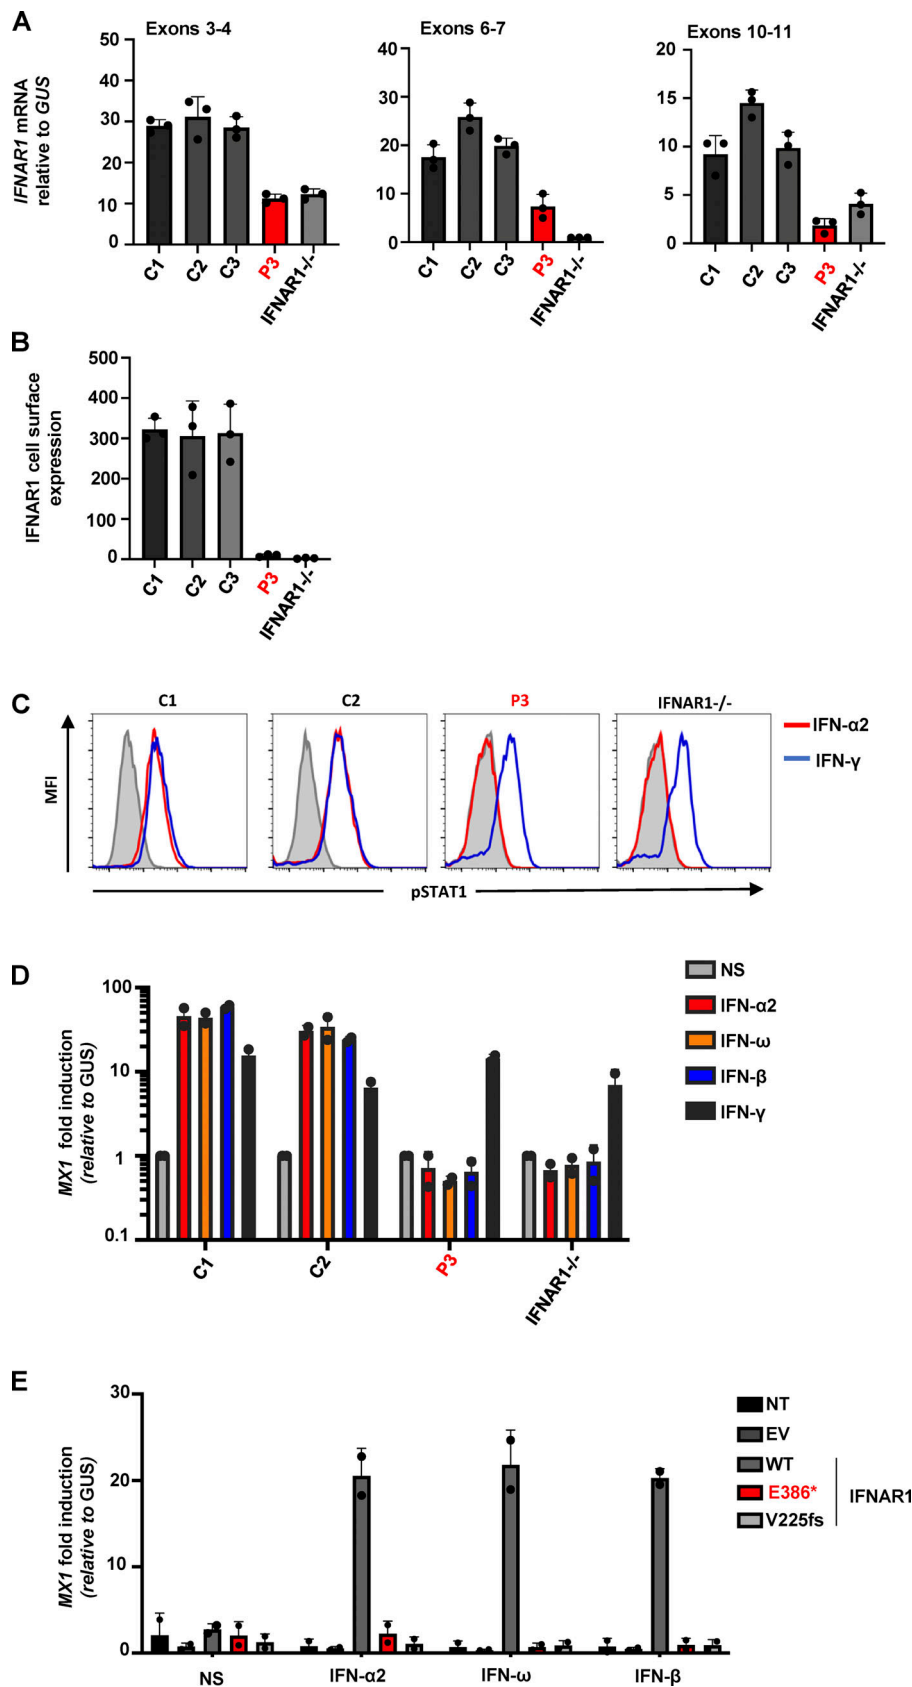 A
Exons 3-4
Exons 6-7
Exons 10-11
IFNAR1 mRNA
relative to GUS
50
40
30
20
10
0
C1
C2
C3
P3
IFNAR1-/-
60
40
20
0
C1
C2
C3
P3
IFNAR1-/-
20
15
10
5
0
C1
C2
C3
P3
IFNAR1-/-
B
IFNAR1 cell surface
expression
500
400
300
200
100
0
C1
C2
C3
P3
IFNAR1-/-
C
C1
C2
P3
IFNAR1-/-
MFI
IFN-α2
IFN-γ
pSTAT1
D
MX1 fold induction
(relative to GUS)
100
10
1
0.1
C1
C2
P3
IFNAR1-/-
NS
IFN-α2
IFN-ω
IFN-β
IFN-γ
E
MX1 fold induction
(relative to GUS)
30
20
10
0
NS
IFN-α2
IFN-ω
IFN-β
NT
EV
WT
E386*
V225fs
IFNAR1